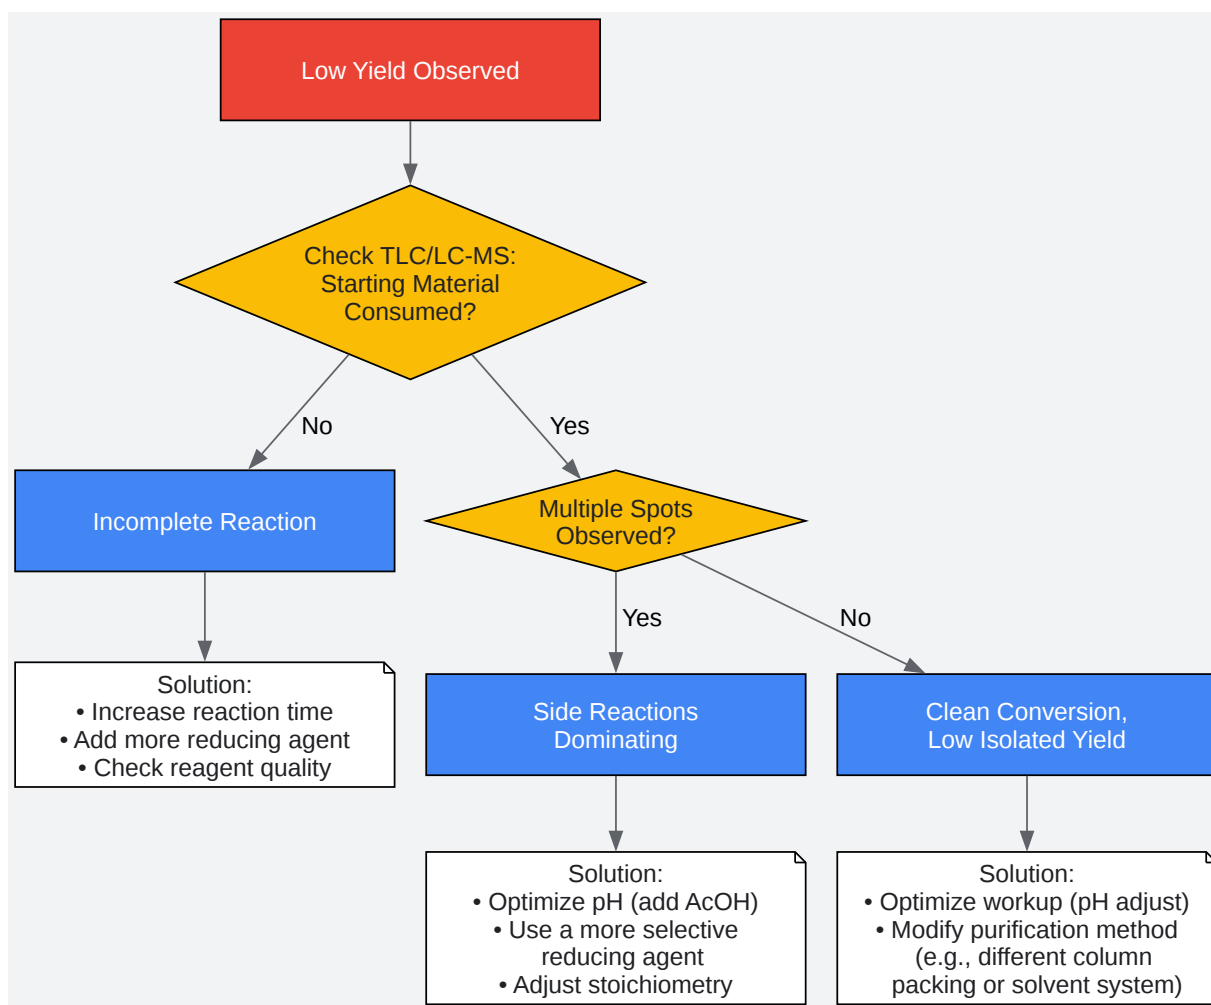 Low Yield Observed
Check TLC/LC-MS:
Starting Material
Consumed?
No
Yes
Incomplete Reaction
Multiple Spots
Observed?
Yes
No
Solution:
• Increase reaction time
• Add more reducing agent
• Check reagent quality
Side Reactions
Dominating
Clean Conversion,
Low Isolated Yield
Solution:
• Optimize pH (add AcOH)
• Use a more selective
reducing agent
• Adjust stoichiometry
Solution:
• Optimize workup (pH adjust)
• Modify purification method
(e.g., different column
packing or solvent system)